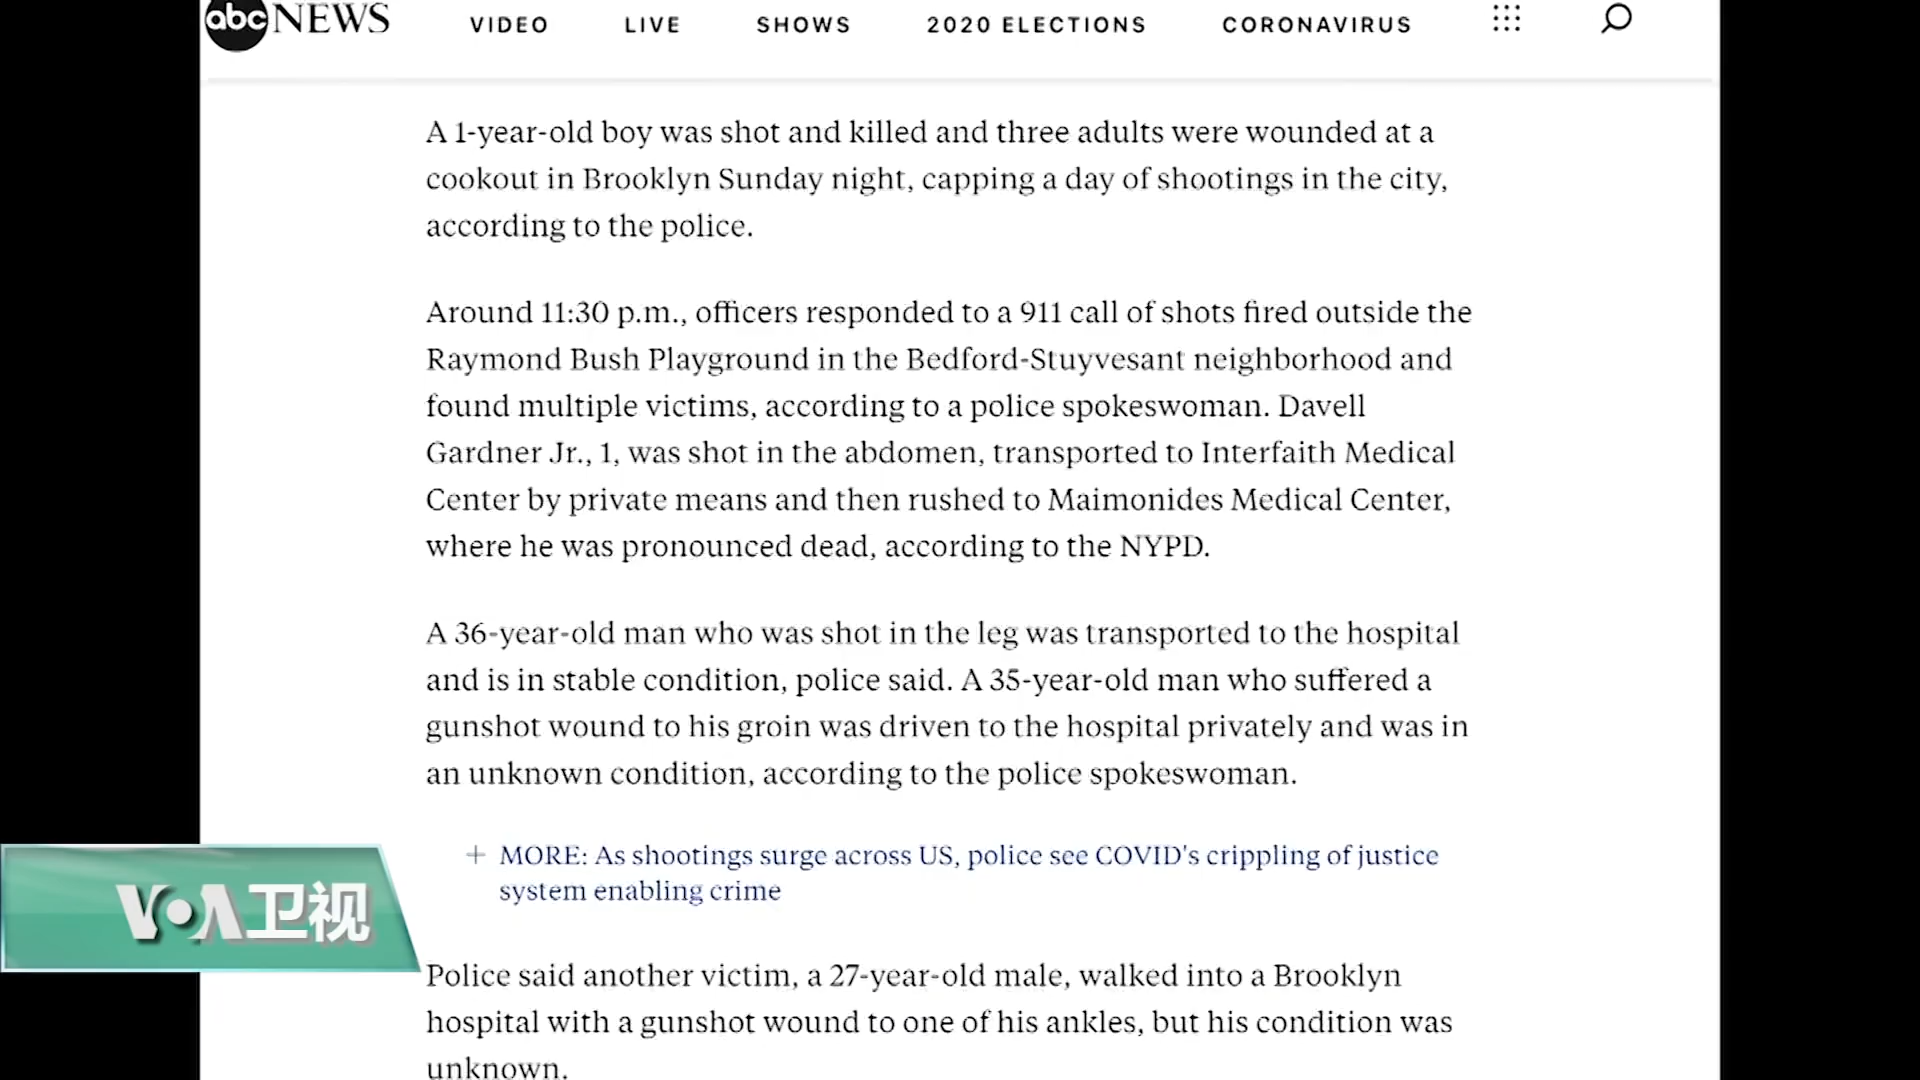 abc NEWS VIDEO LIVE SHOWS 2020 ELECTIONS CORONAVIRUS
A 1-year-old boy was shot and killed and three adults were wounded at a
cookout in Brooklyn Sunday night, capping a day of shootings in the city,
according to the police.
Around 11:30 p.m., officers responded to a 911 call of shots fired outside the
Raymond Bush Playground in the Bedford-Stuyvesant neighborhood and
found multiple victims, according to a police spokeswoman. Davell
Gardner Jr., 1, was shot in the abdomen, transported to Interfaith Medical
Center by private means and then rushed to Maimonides Medical Center,
where he was pronounced dead, according to the NYPD.
A 36-year-old man who was shot in the leg was transported to the hospital
and is in stable condition, police said. A 35-year-old man who suffered a
gunshot wound to his groin was driven to the hospital privately and was in
an unknown condition, according to the police spokeswoman.
+ MORE: As shootings surge across US, police see COVID's crippling of justice
system enabling crime
VOA卫视
Police said another victim, a 27-year-old male, walked into a Brooklyn
hospital with a gunshot wound to one of his ankles, but his condition was
unknown.